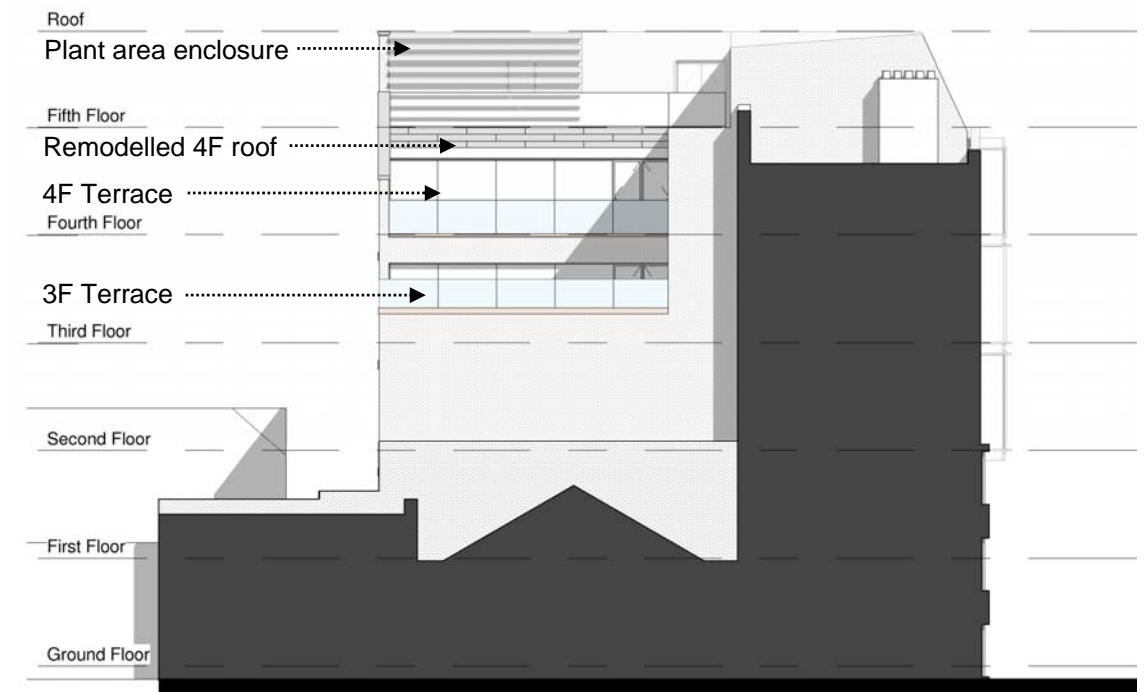 Roof
Plant area enclosure
Fifth Floor
Remodelled 4F roof
4F Terrace
Fourth Floor
3F Terrace
Third Floor
Second Floor
First Floor
Ground Floor